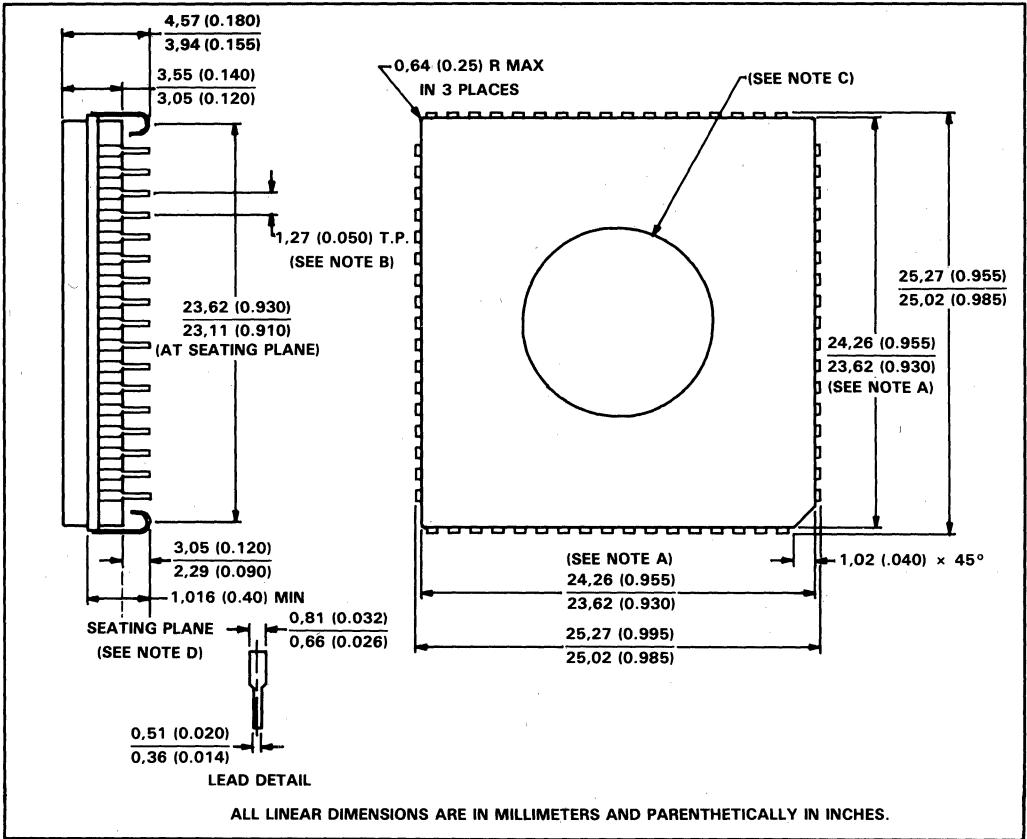 4,57 (0.180)
3,94 (0.155)
3,55 (0.140)
3,05 (0.120)
0,64 (0.25) R MAX
IN 3 PLACES
(SEE NOTE C)
1,27 (0.050) T.P.
(SEE NOTE B)
23,62 (0.930)
23,11 (0.910)
(AT SEATING PLANE)
25,27 (0.955)
25,02 (0.985)
24,26 (0.955)
23,62 (0.930)
(SEE NOTE A)
3,05 (0.120)
2,29 (0.090)
1,016 (0.40) MIN
SEATING PLANE
(SEE NOTE D)
(SEE NOTE A)
24,26 (0.955)
23,62 (0.930)
1,02 (.040) × 45°
25,27 (0.995)
25,02 (0.985)
0,81 (0.032)
0,66 (0.026)
0,51 (0.020)
0,36 (0.014)
LEAD DETAIL
ALL LINEAR DIMENSIONS ARE IN MILLIMETERS AND PARENTHETICALLY IN INCHES.